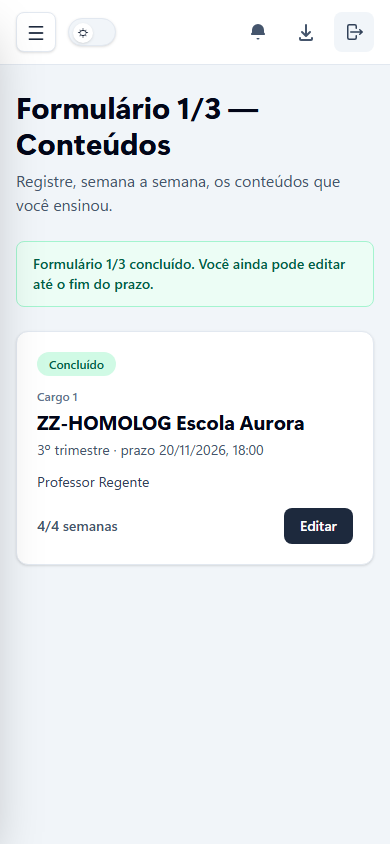 Formulário 1/3 —
Conteúdos
Registre, semana a semana, os conteúdos que
você ensinou.
Formulário 1/3 concluído. Você ainda pode editar
até o fim do prazo.
Concluído
Cargo 1
ZZ-HOMOLOG Escola Aurora
3º trimestre · prazo 20/11/2026, 18:00
Professor Regente
4/4 semanas
Editar